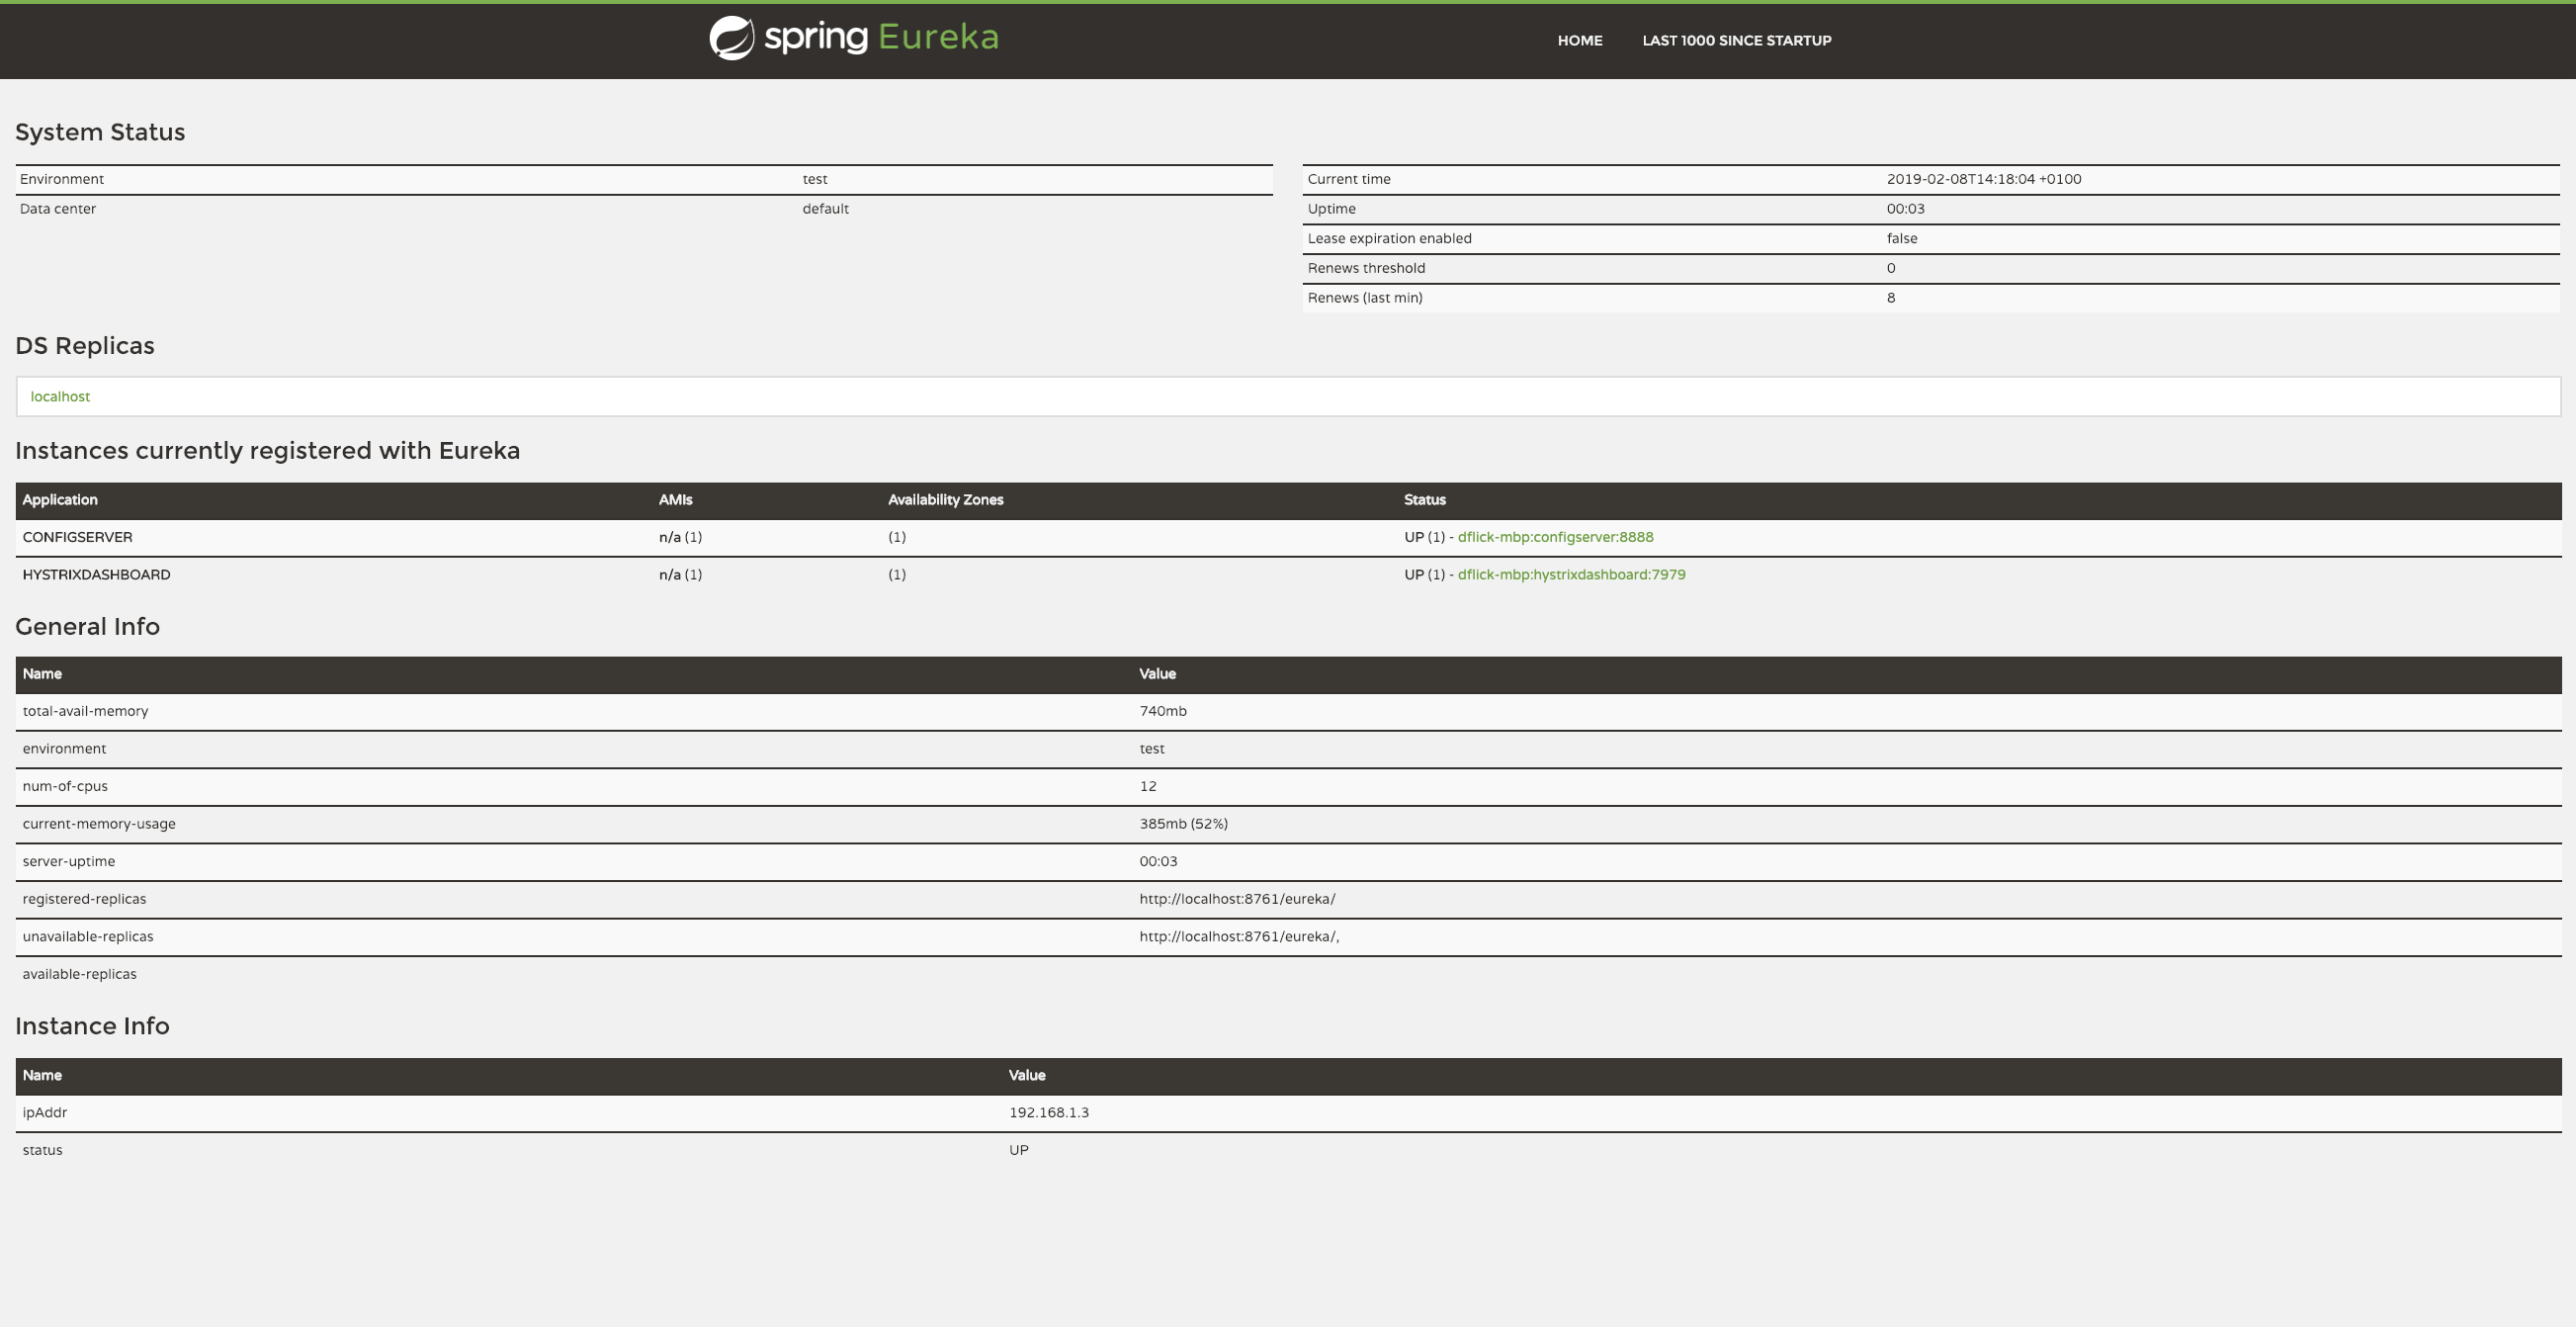 spring Eureka HOME LAST 1000 SINCE STARTUP
System Status
Environment test
Data center default
Current time 2019-02-08T14:18:04 +0100
Uptime 00:03
Lease expiration enabled false
Renews threshold 0
Renews (last min) 8
DS Replicas
localhost
Instances currently registered with Eureka
Application AMIs Availability Zones Status
CONFIGSERVER n/a (1) (1) UP (1) - dflick-mbp:configserver:8888
HYSTRIXDASHBOARD n/a (1) (1) UP (1) - dflick-mbp:hystrixdashboard:7979
General Info
Name Value
total-avail-memory 740mb
environment test
num-of-cpus 12
current-memory-usage 385mb (52%)
server-uptime 00:03
registered-replicas http://localhost:8761/eureka/
unavailable-replicas http://localhost:8761/eureka/,
available-replicas
Instance Info
Name Value
ipAddr 192.168.1.3
status UP